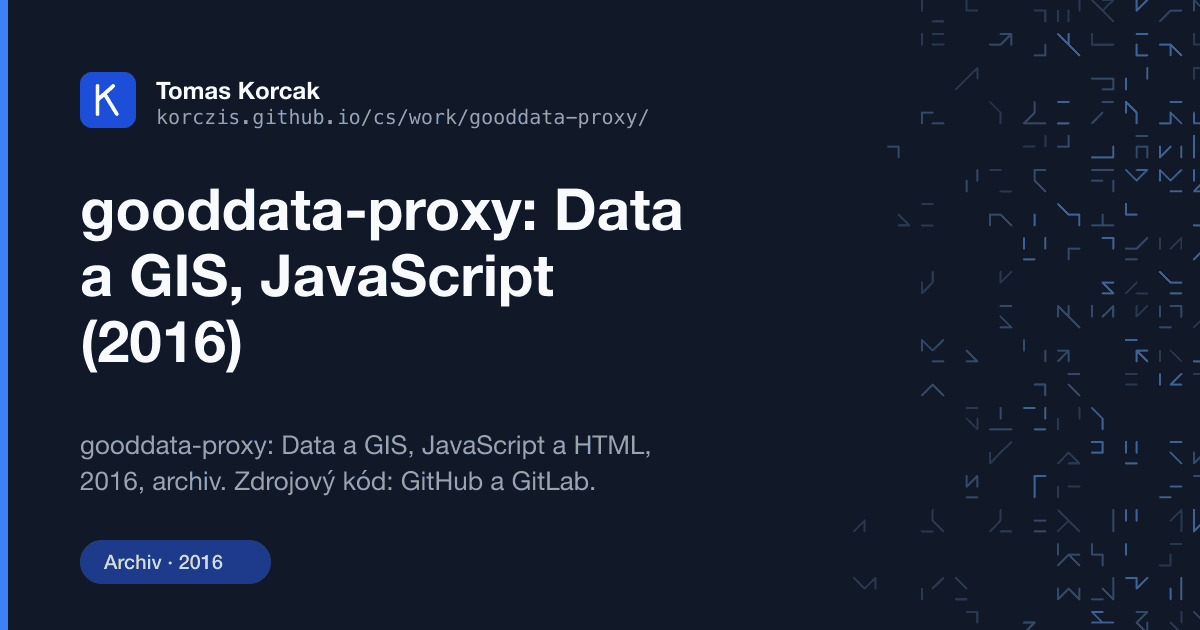 K
Tomas Korcak
korczis.github.io/cs/work/gooddata-proxy/
gooddata-proxy: Data
a GIS, JavaScript
(2016)
gooddata-proxy: Data a GIS, JavaScript a HTML,
2016, archiv. Zdrojový kód: GitHub a GitLab.
Archiv · 2016